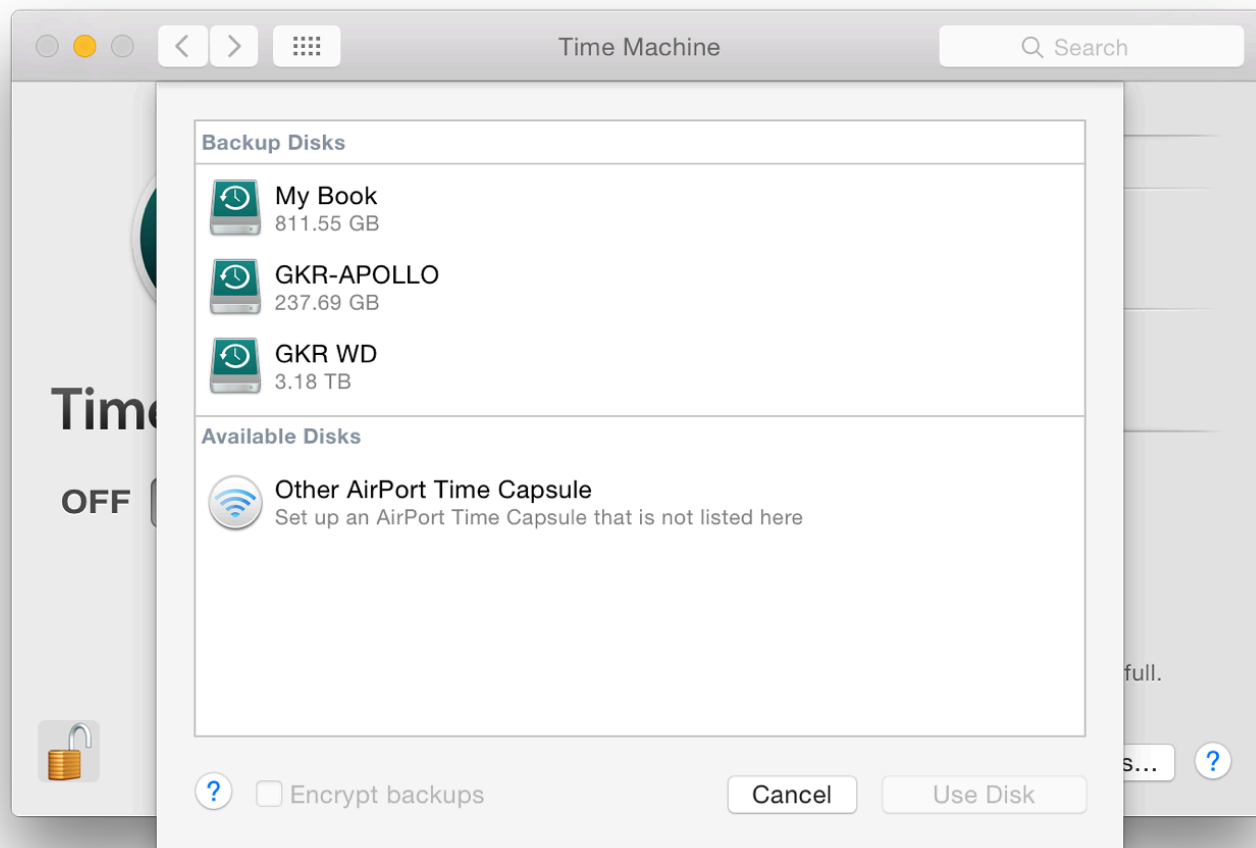 Time Machine
Search
Backup Disks
My Book
811.55 GB
GKR-APOLLO
237.69 GB
GKR WD
3.18 TB
Available Disks
Other AirPort Time Capsule
Set up an AirPort Time Capsule that is not listed here
Time
OFF
full.
s...
?
? Encrypt backups
Cancel
Use Disk